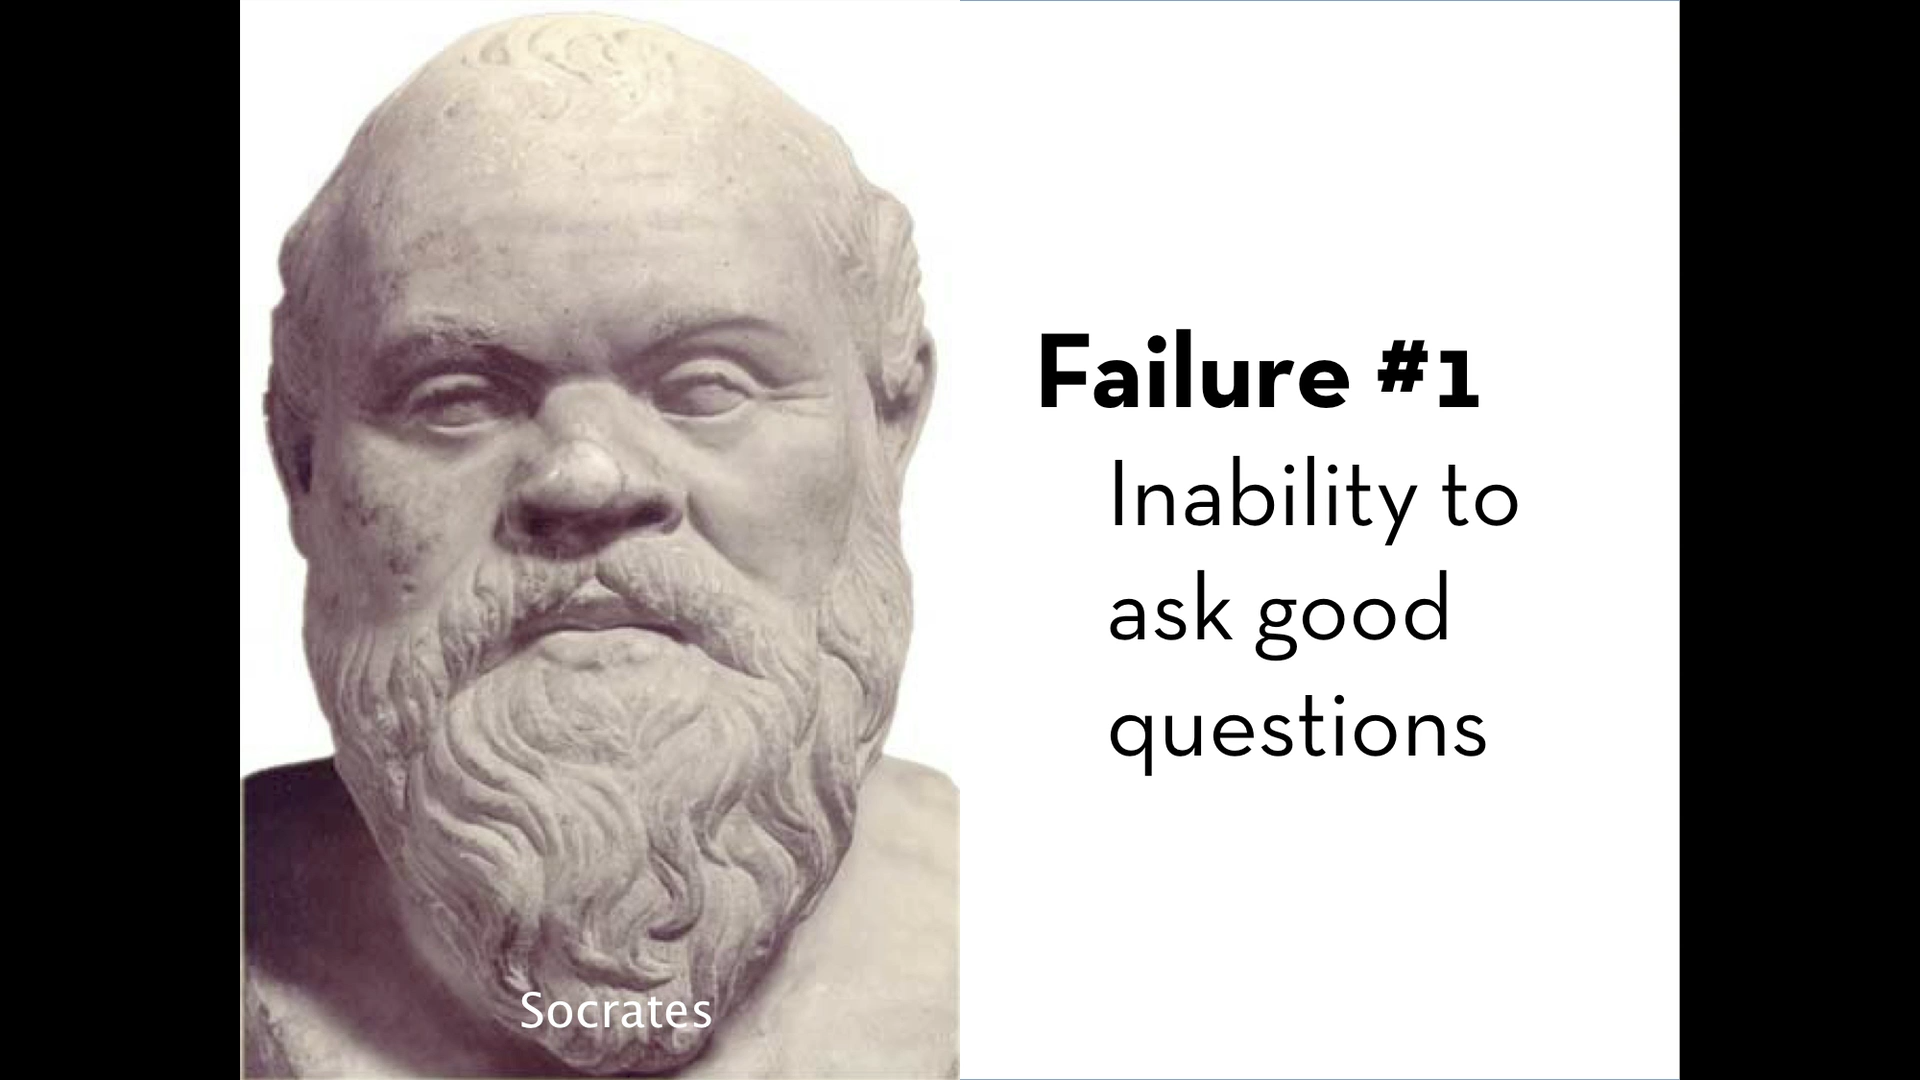 Failure #1
Inability to
ask good
questions
Socrates